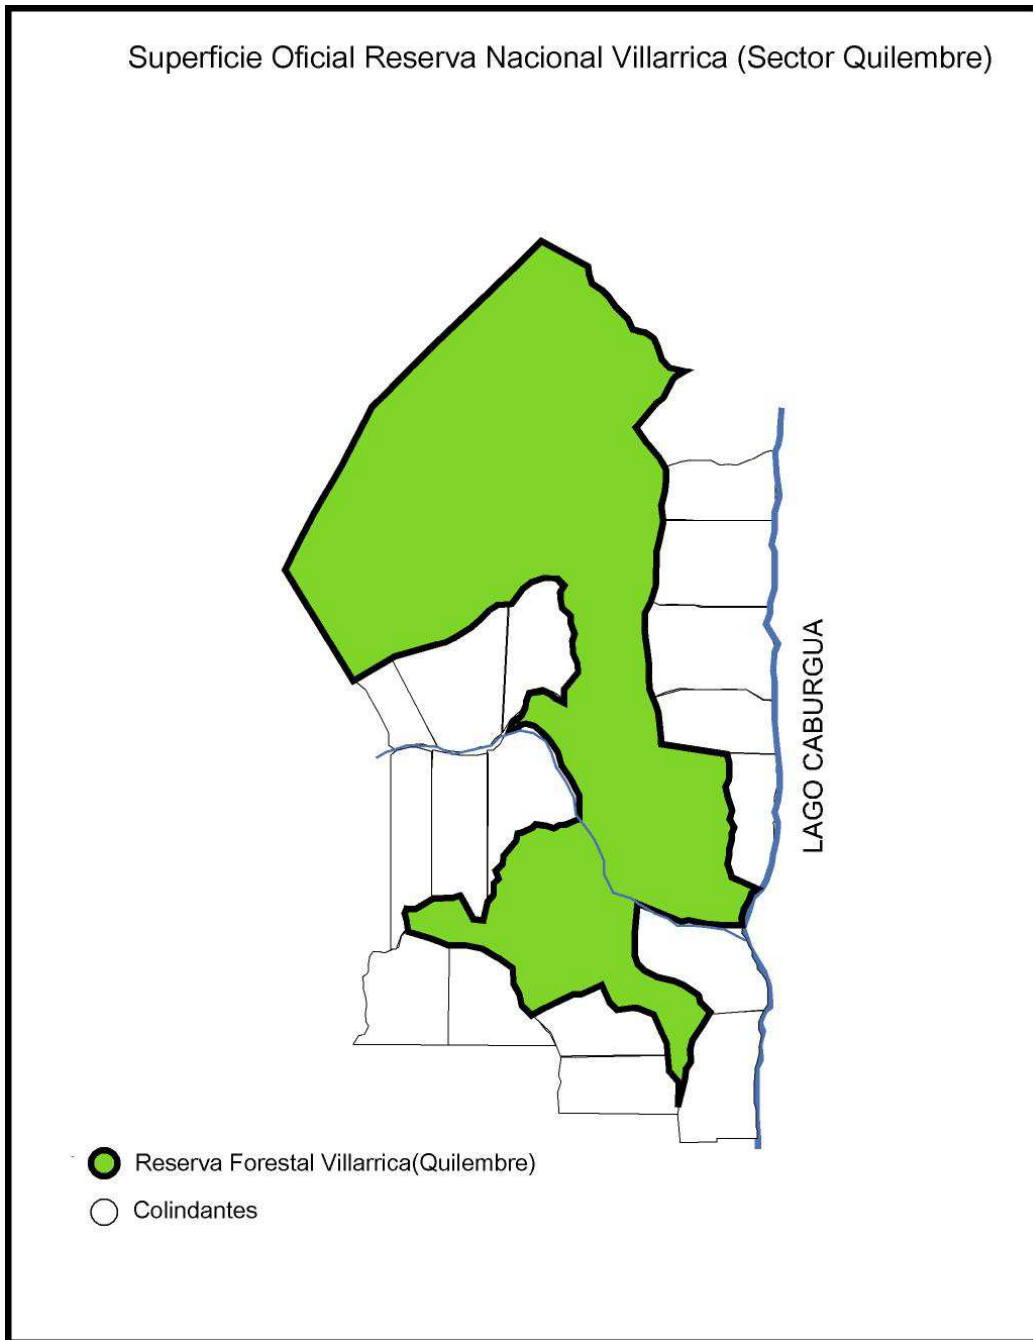 Superficie Oficial Reserva Nacional Villarrica (Sector Quilembre)
LAGO CABURGUA
Reserva Forestal Villarrica(Quilembre)
Colindantes